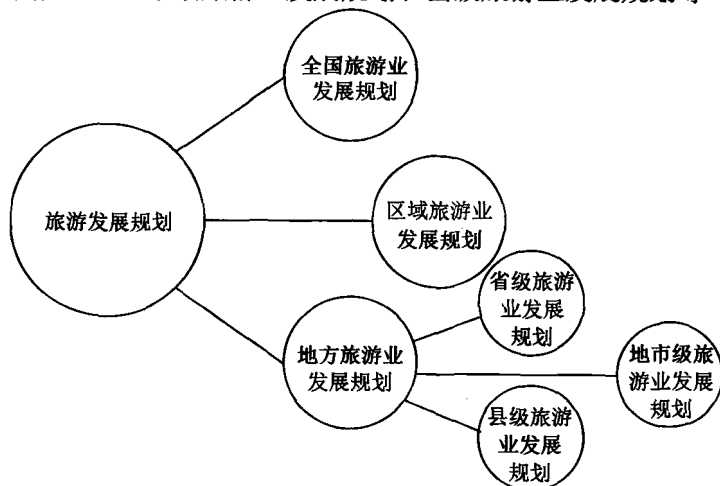 全国旅游业
发展规划
旅游发展规划
区域旅游业
发展规划
省级旅游
业发展
规划
地方旅游业
发展规划
地市级旅
游业发展
规划
县级旅游
业发展
规划